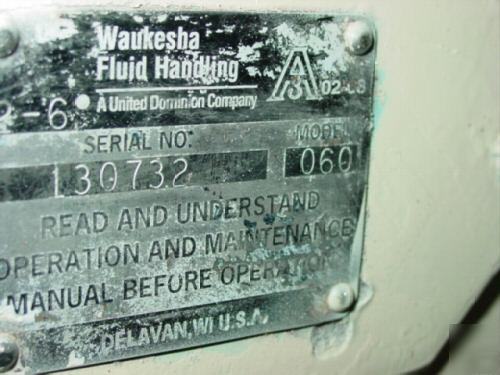 Waukesha
Fluid Handling
A United Dominion Company
3A
SERIAL NO: MODEL
130732 060
READ AND UNDERSTAND
OPERATION AND MAINTENANCE
MANUAL BEFORE OPERATION
DELAVAN, WI U.S.A.